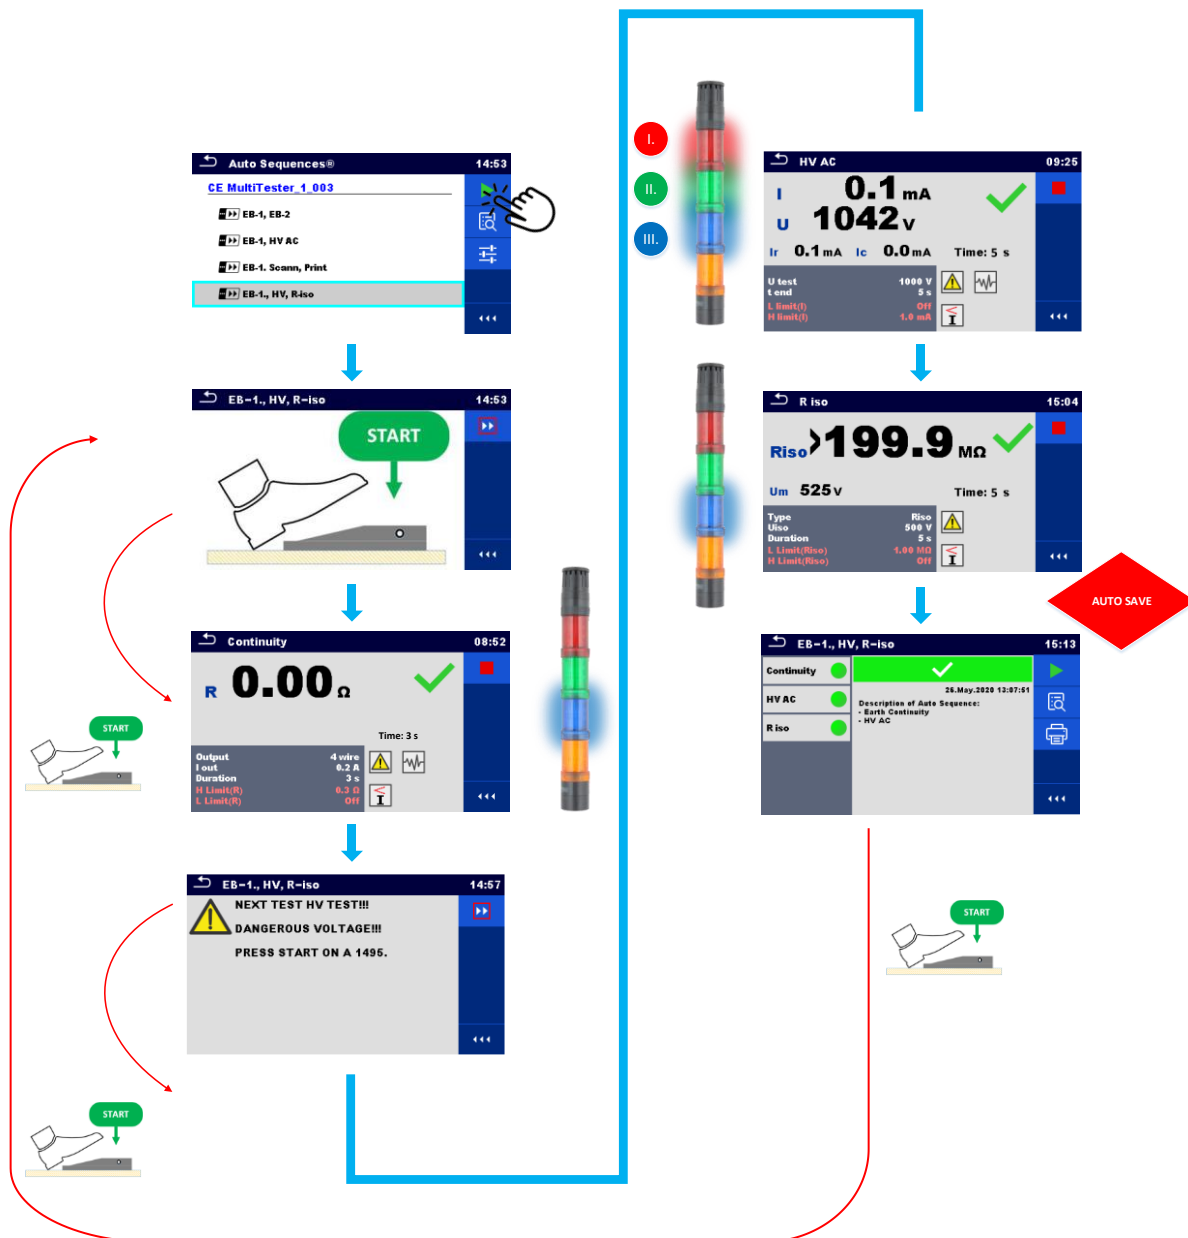 Auto Sequences® 14:53
CE MultiTester_1_003
EB-1, EB-2
EB-1, HV AC
EB-1. Scann, Print
EB-1., HV, R-iso
EB-1., HV, R-iso 14:53
START
Continuity 08:52
R 0.00 Ω
Time: 3 s
Output 4 wire
I out 0.2 A
Duration 3 s
H Limit(R) 0.3 Ω
L Limit(R) Off
START
EB-1., HV, R-iso 14:57
NEXT TEST HV TEST!!!
DANGEROUS VOLTAGE!!!
PRESS START ON A 1495.
START
I.
II.
III.
HV AC 09:25
I 0.1 mA
U 1042 V
Ir 0.1 mA Ic 0.0 mA Time: 5 s
U test 1000 V
t end 5 s
L limit(I) Off
H limit(I) 1.0 mA
R iso 15:04
Riso >199.9 MΩ
Um 525 V Time: 5 s
Type Riso
Uiso 500 V
Duration 5 s
L Limit(Riso) 1.00 MΩ
H Limit(Riso) Off
AUTO SAVE
EB-1., HV, R-iso 15:13
Continuity
HV AC
R iso
26.May.2020 13:07:51
Description of Auto Sequence:
- Earth Continuity
- HV AC
START